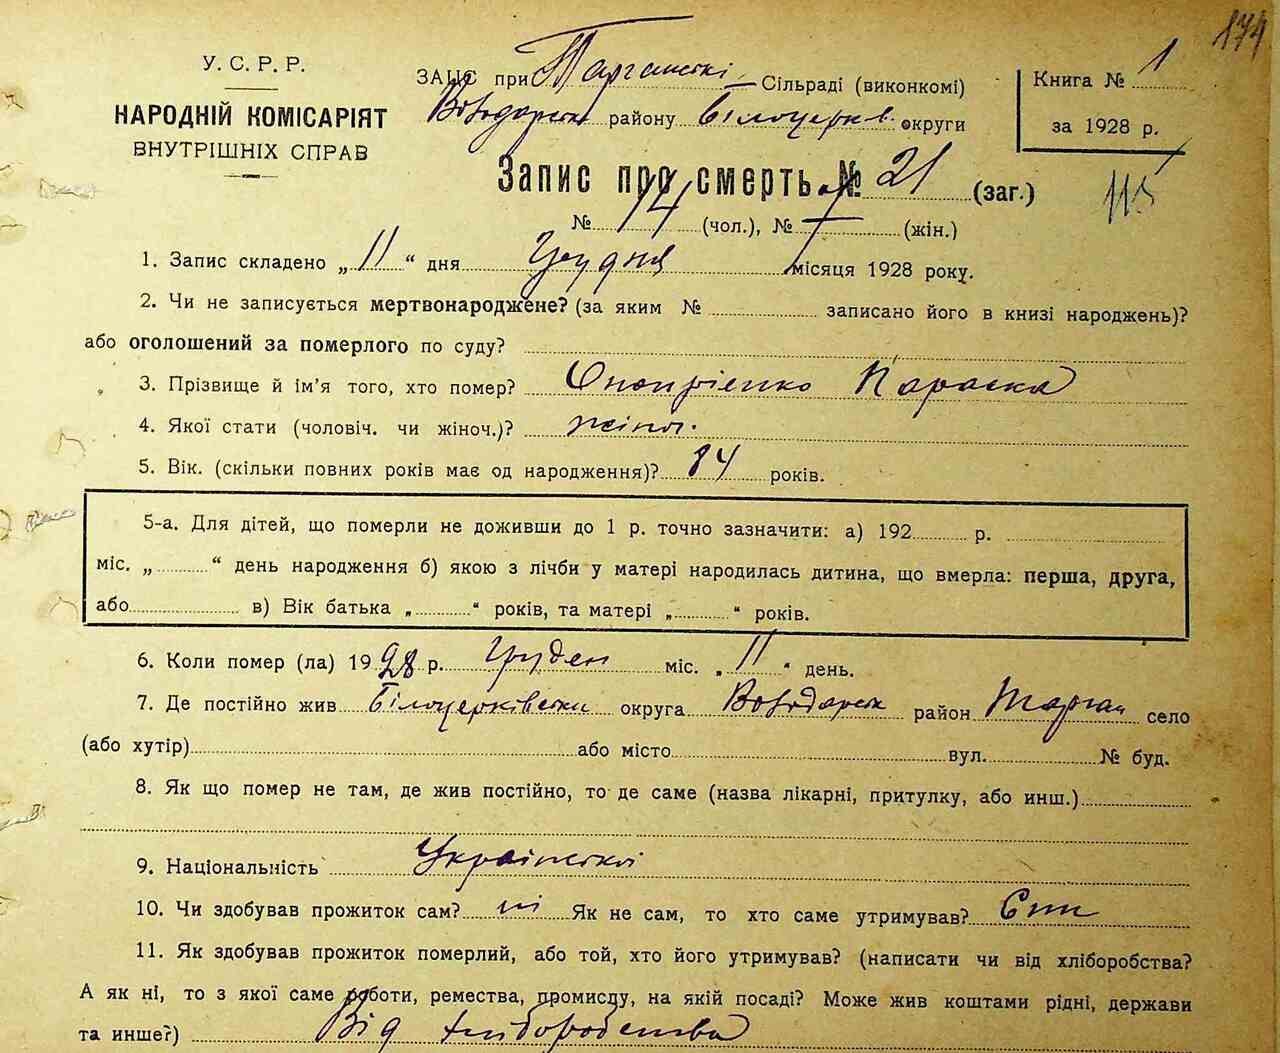 174
У. С. Р. Р.
НАРОДНІЙ КОМІСАРІЯТ
ВНУТРІШНІХ СПРАВ
ЗАЦС при Тарганські Сільраді (виконкомі)
Володарськ району Білоцерків. округи
Книга № 1
за 1928 р.
115
Запис про смерть № 21 (заг.)
№ 14 (чол.), № 7 (жін.)
1. Запис складено „ 11 “ дня Грудня місяця 1928 року.
2. Чи не записується мертвонароджене? (за яким № записано його в книзі народжень)?
або оголошений за померлого по суду?
3. Прізвище й ім'я того, хто помер? Онопрієнко Параска
4. Якої стати (чоловіч. чи жіноч.)? жіноч.
5. Вік. (скільки повних років має од народження)? 84 років.
5-а. Для дітей, що померли не доживши до 1 р. точно зазначити: а) 192 р.
міс. „ “ день народження б) якою з лічби у матері народилась дитина, що вмерла: перша, друга,
або в) Вік батька „ “ років, та матері „ “ років.
6. Коли помер (ла) 1928 р. Груден міс. „ 11 “ день.
7. Де постійно жив Білоцерківськи округа Володарськ район Тарган село
(або хутір) або місто вул. № буд.
8. Як що помер не там, де жив постійно, то де саме (назва лікарні, притулку, або инш.)
9. Національність Українські
10. Чи здобував прожиток сам? ні Як не сам, то хто саме утримував? Син
11. Як здобував прожиток померлий, або той, хто його утримував? (написати чи від хліборобства?
А як ні, то з якої саме роботи, ремества, промислу, на якій посаді? Може жив коштами рідні, держави
та инше?) Від хліборобства